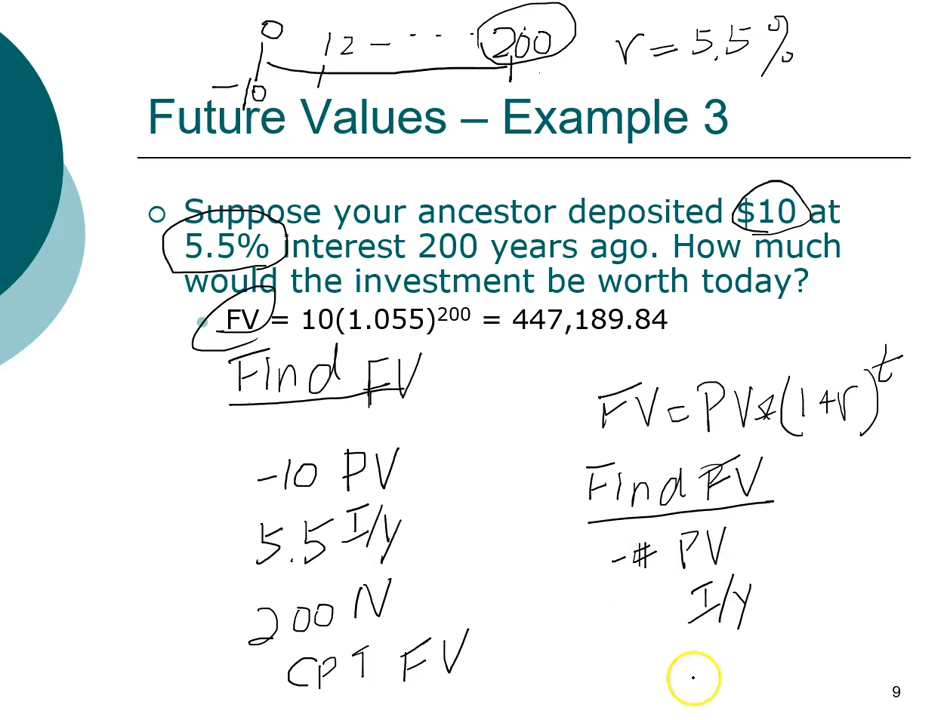 0 1 2 - - - - 200 r = 5.5%
-10
Future Values – Example 3
Suppose your ancestor deposited $10 at
5.5% interest 200 years ago. How much
would the investment be worth today?
FV = 10(1.055)^200 = 447,189.84
Find FV
FV = PV*(1+r)^t
-10 PV
5.5 I/y
200 N
CPT FV
Find FV
-# PV
I/y
9